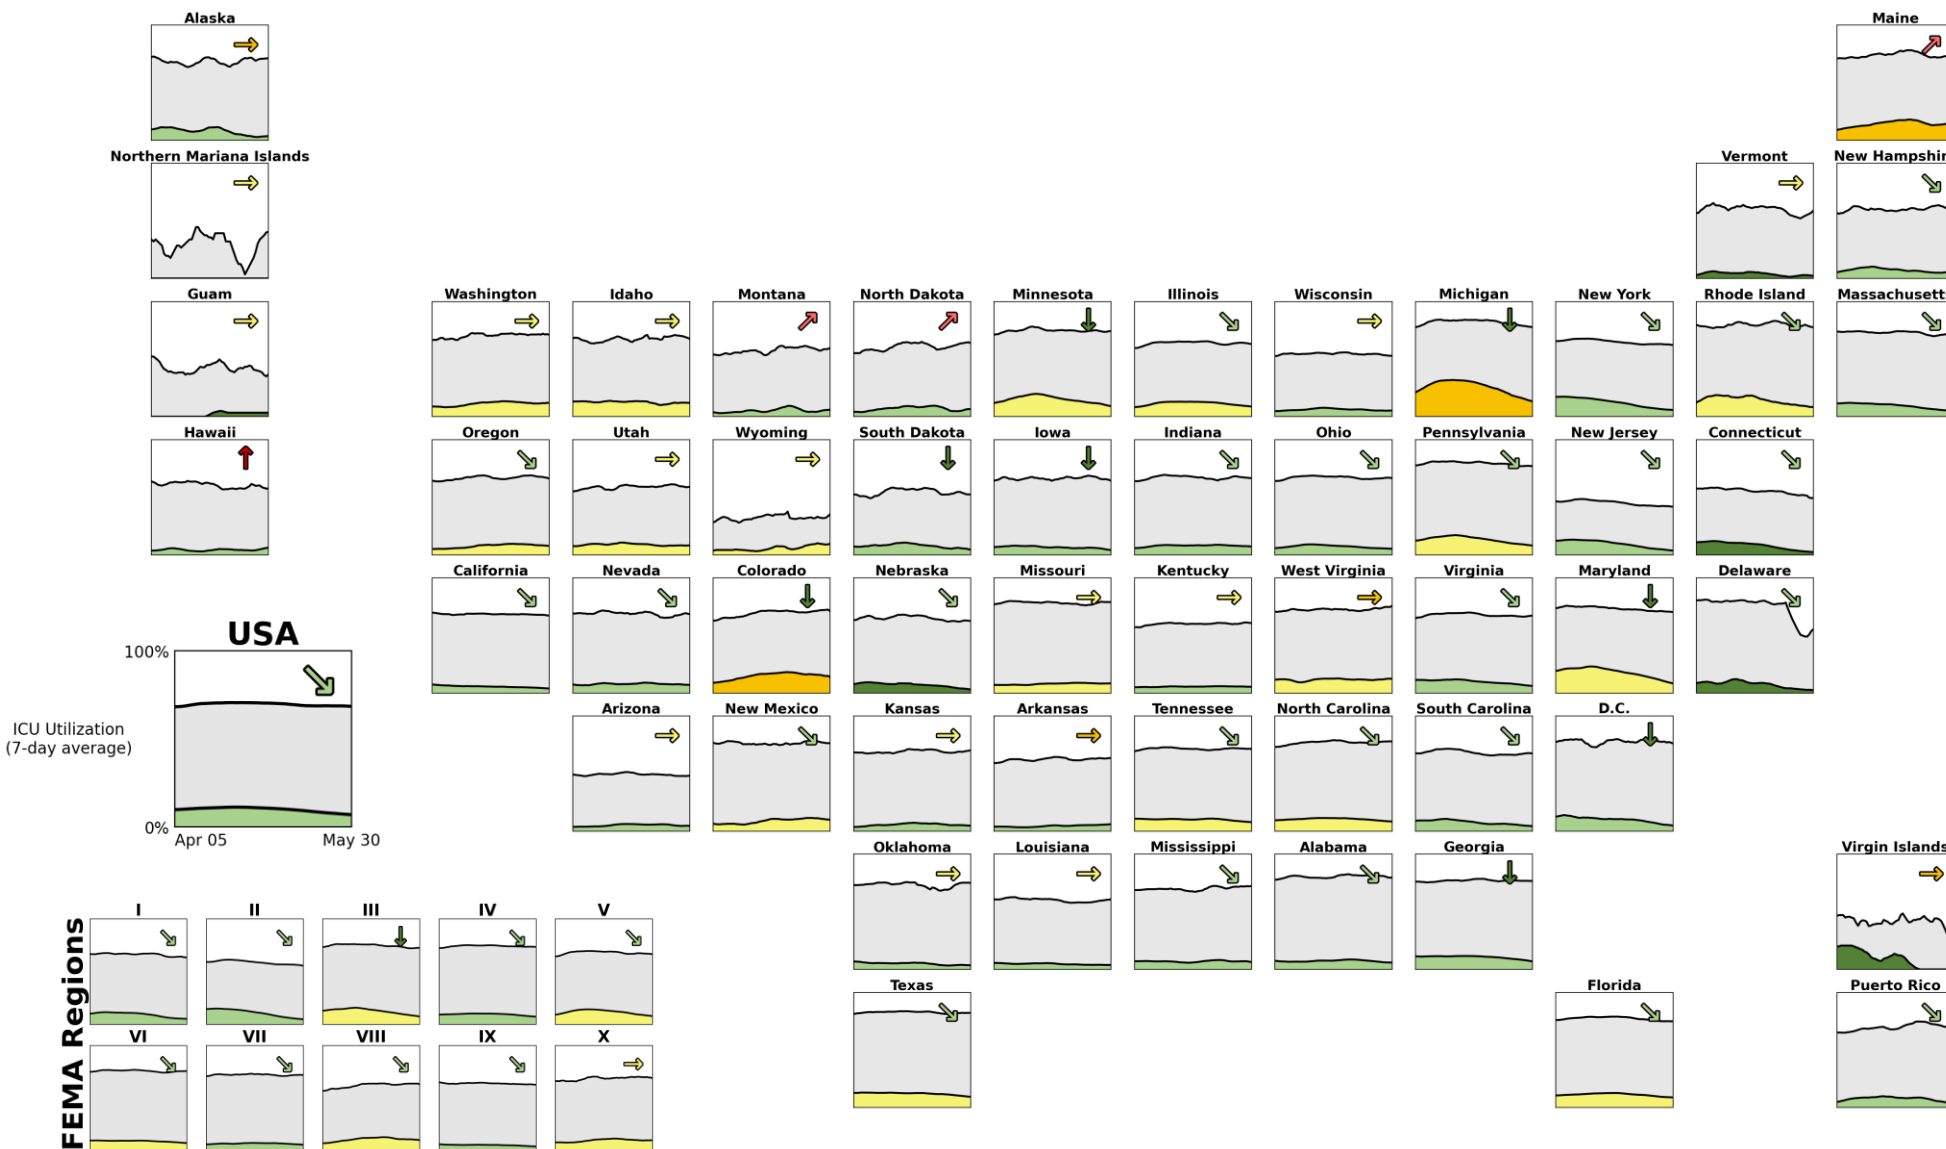 Alaska
Maine
Northern Mariana Islands
Vermont
New Hampshir
Guam
Washington
Idaho
Montana
North Dakota
Minnesota
Illinois
Wisconsin
Michigan
New York
Rhode Island
Massachusett
Hawaii
Oregon
Utah
Wyoming
South Dakota
Iowa
Indiana
Ohio
Pennsylvania
New Jersey
Connecticut
California
Nevada
Colorado
Nebraska
Missouri
Kentucky
West Virginia
Virginia
Maryland
Delaware
USA
100%
ICU Utilization
(7-day average)
0%
Apr 05
May 30
Arizona
New Mexico
Kansas
Arkansas
Tennessee
North Carolina
South Carolina
D.C.
Oklahoma
Louisiana
Mississippi
Alabama
Georgia
Virgin Islands
Texas
Florida
Puerto Rico
FEMA Regions
I
II
III
IV
V
VI
VII
VIII
IX
X